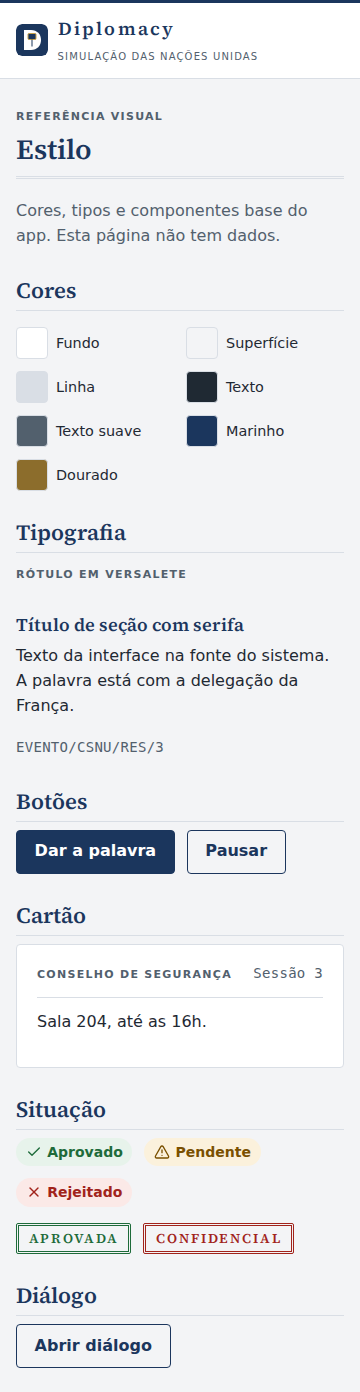 Diplomacy
SIMULAÇÃO DAS NAÇÕES UNIDAS
REFERÊNCIA VISUAL
Estilo
Cores, tipos e componentes base do
app. Esta página não tem dados.
Cores
Fundo
Superfície
Linha
Texto
Texto suave
Marinho
Dourado
Tipografia
RÓTULO EM VERSALETE
Título de seção com serifa
Texto da interface na fonte do sistema.
A palavra está com a delegação da
França.
EVENTO/CSNU/RES/3
Botões
Dar a palavra
Pausar
Cartão
CONSELHO DE SEGURANÇA
Sessão 3
Sala 204, até as 16h.
Situação
Aprovado
Pendente
Rejeitado
APROVADA
CONFIDENCIAL
Diálogo
Abrir diálogo